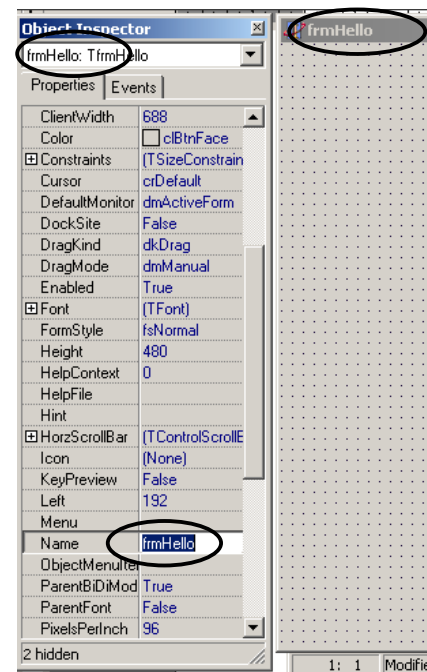 Object Inspector
frmHello: TfrmHello
Properties
Events
ClientWidth 688
Color clBtnFace
Constraints (TSizeConstrain
Cursor crDefault
DefaultMonitor dmActiveForm
DockSite False
DragKind dkDrag
DragMode dmManual
Enabled True
Font (TFont)
FormStyle fsNormal
Height 480
HelpContext 0
HelpFile
Hint
HorzScrollBar (TControlScrollB
Icon (None)
KeyPreview False
Left 192
Menu
Name frmHello
ObjectMenuIter
ParentBiDiMod True
ParentFont False
PixelsPerInch 96
2 hidden
frmHello
1: 1 Modifie